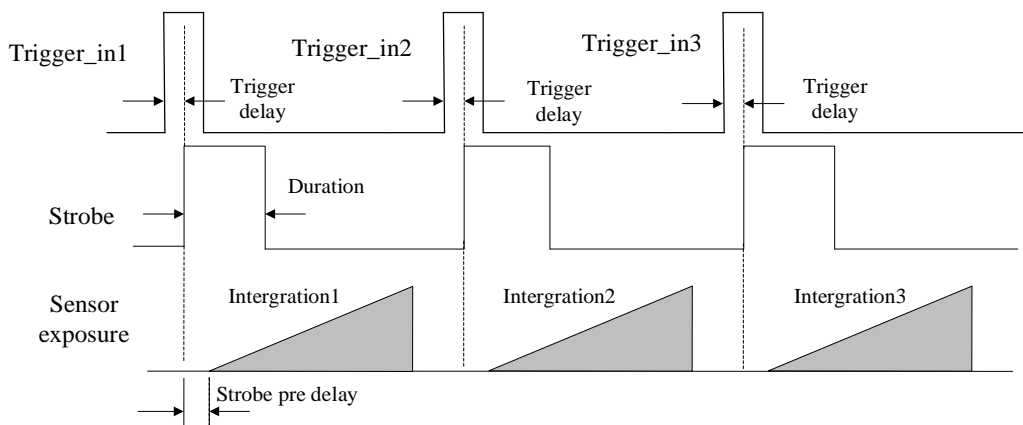 Trigger_in1
Trigger_in2
Trigger_in3
Trigger
delay
Trigger
delay
Trigger
delay
Strobe
Duration
Sensor
exposure
Intergration1
Intergration2
Intergration3
Strobe pre delay